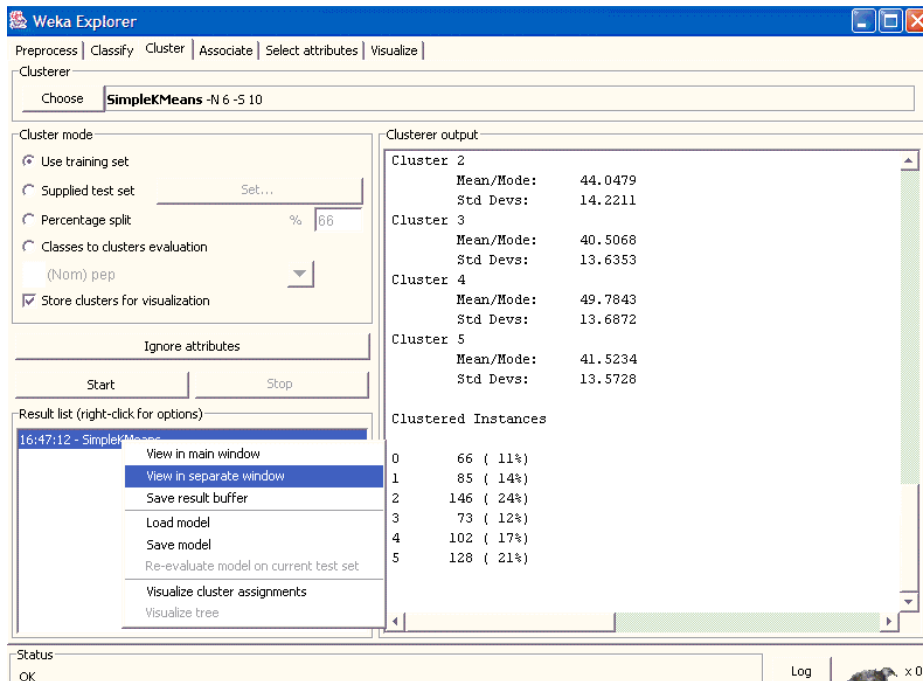 Weka Explorer
Preprocess Classify Cluster Associate Select attributes Visualize
Clusterer
Choose SimpleKMeans -N 6 -S 10
Cluster mode
Use training set
Supplied test set Set...
Percentage split % 66
Classes to clusters evaluation
(Nom) pep
Store clusters for visualization
Ignore attributes
Start Stop
Result list (right-click for options)
16:47:12 - SimpleKMeans
View in main window
View in separate window
Save result buffer
Load model
Save model
Re-evaluate model on current test set
Visualize cluster assignments
Visualize tree
Clusterer output
Cluster 2
Mean/Mode: 44.0479
Std Devs: 14.2211
Cluster 3
Mean/Mode: 40.5068
Std Devs: 13.6353
Cluster 4
Mean/Mode: 49.7843
Std Devs: 13.6872
Cluster 5
Mean/Mode: 41.5234
Std Devs: 13.5728
Clustered Instances
0 66 ( 11%)
1 85 ( 14%)
2 146 ( 24%)
3 73 ( 12%)
4 102 ( 17%)
5 128 ( 21%)
Status
OK
Log x 0